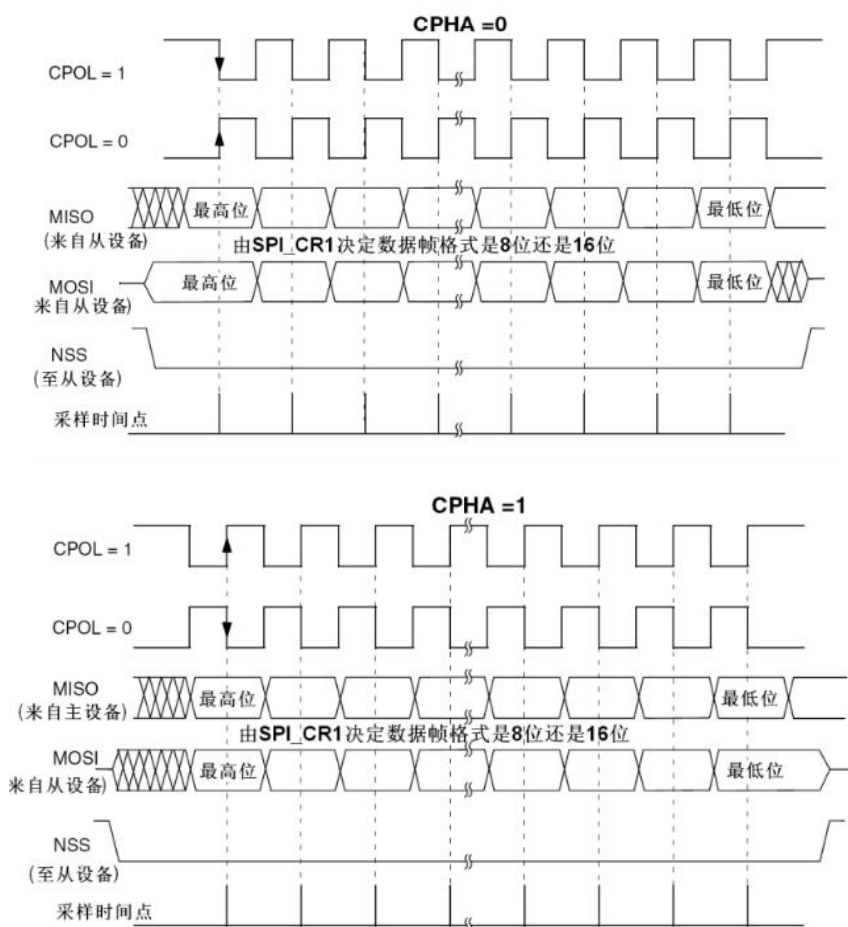 CPHA =0
CPOL = 1
CPOL = 0
MISO
(来自从设备)
最高位
最低位
由SPI_CR1决定数据帧格式是8位还是16位
MOSI
来自从设备)
最高位
最低位
NSS
(至从设备)
采样时间点
CPHA =1
CPOL = 1
CPOL = 0
MISO
(来自主设备)
最高位
最低位
由SPI_CR1决定数据帧格式是8位还是16位
MOSI
来自从设备)
最高位
最低位
NSS
(至从设备)
采样时间点